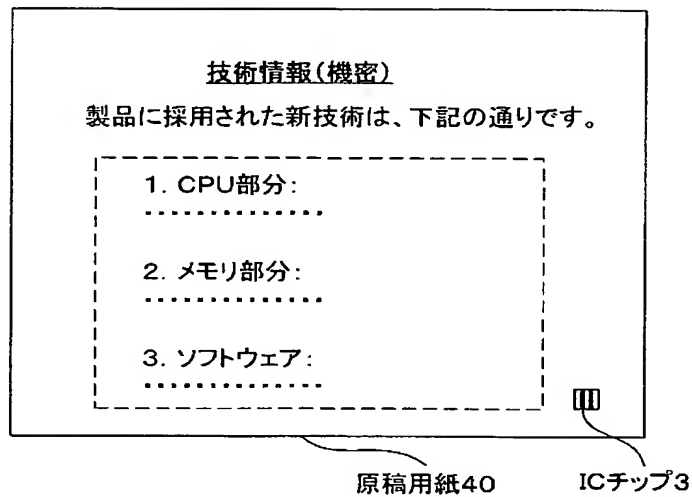 技術情報(機密)
製品に採用された新技術は、下記の通りです。
1. CPU部分:
..............
2. メモリ部分:
..............
3. ソフトウェア:
..............
原稿用紙40 ICチップ3